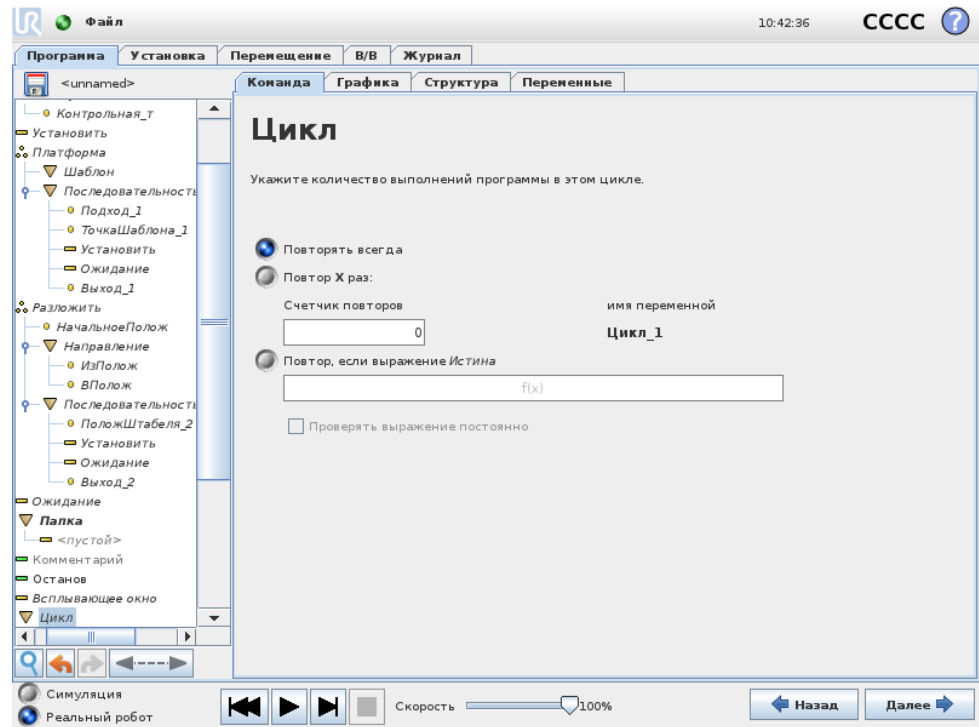 UR Файл 10:42:36 CCCC ?
Программа Установка Перемещение В/В Журнал
<unnamed>
Команда Графика Структура Переменные
Контрольная_т
Установить
Платформа
Шаблон
Последовательность
Подход_1
ТочкаШаблона_1
Установить
Ожидание
Выход_1
Разложить
НачальноеПолож
Направление
ИзПолож
ВПолож
Последовательность
ПоложШтабеля_2
Установить
Ожидание
Выход_2
Ожидание
Папка
<пустой>
Комментарий
Останов
Всплывающее окно
Цикл
Цикл
Укажите количество выполнений программы в этом цикле.
Повторять всегда
Повтор X раз:
Счетчик повторов имя переменной
0 Цикл_1
Повтор, если выражение Истина
f(x)
Проверять выражение постоянно
Симуляция
Реальный робот
Скорость 100%
Назад Далее